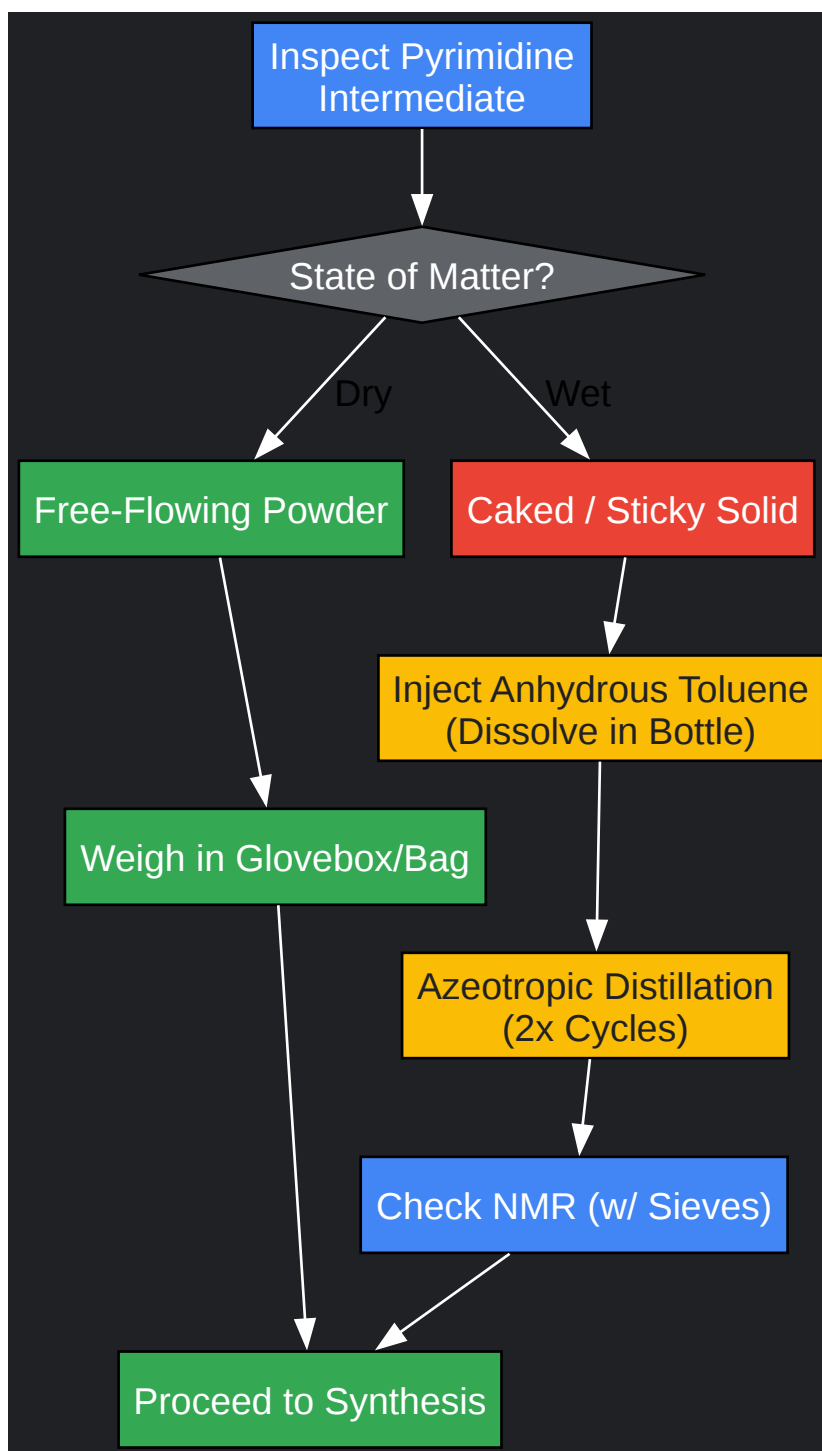 Inspect Pyrimidine
Intermediate
State of Matter?
Dry
Wet
Free-Flowing Powder
Caked / Sticky Solid
Inject Anhydrous Toluene
(Dissolve in Bottle)
Weigh in Glovebox/Bag
Azeotropic Distillation
(2x Cycles)
Check NMR (w/ Sieves)
Proceed to Synthesis